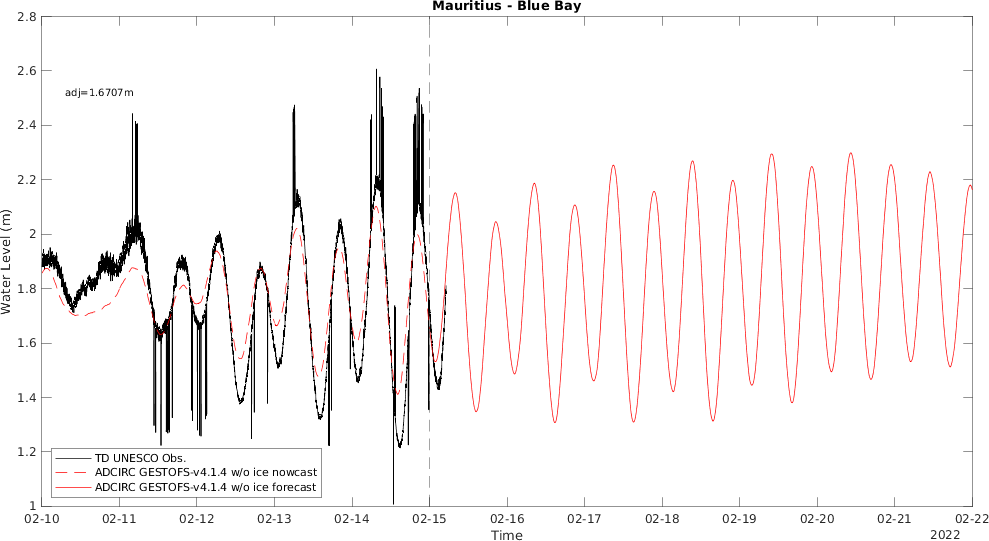 Mauritius - Blue Bay
2.8
2.6
2.4
2.2
2
1.8
1.6
1.4
1.2
1
Water Level (m)
adj=1.6707m
TD UNESCO Obs.
ADCIRC GESTOFS-v4.1.4 w/o ice nowcast
ADCIRC GESTOFS-v4.1.4 w/o ice forecast
02-10 02-11 02-12 02-13 02-14 02-15 02-16 02-17 02-18 02-19 02-20 02-21 02-22
Time
2022